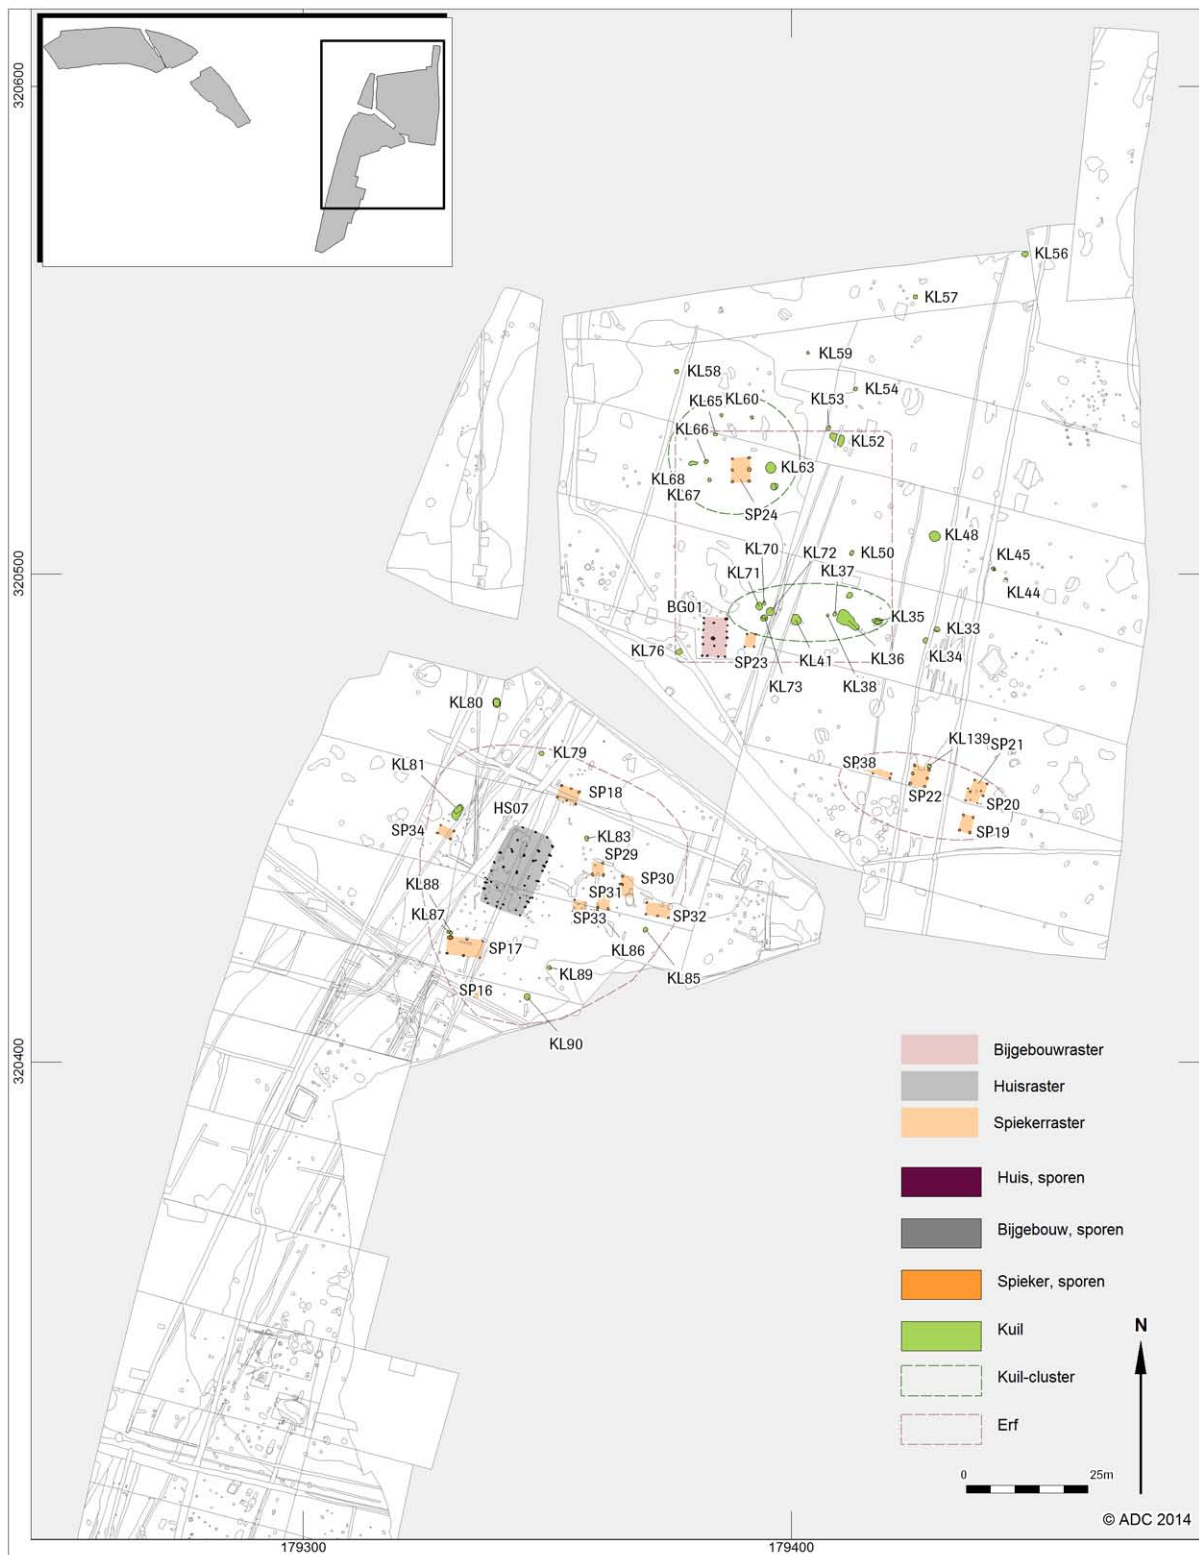 320600
KL56
KL57
KL59
KL58
KL54
KL60
KL65
KL53
KL66
KL52
KL63
KL68
KL67
SP24
KL48
320500
KL70
KL72
KL50
KL45
KL71
KL37
KL44
BG01
KL35
KL33
KL76
SP23
KL41
KL36
KL34
KL73
KL38
KL80
KL139
SP21
KL79
SP38
KL81
SP22
SP20
SP18
HS07
SP19
SP34
KL83
SP29
KL88
SP30
SP31
KL87
SP33
SP32
SP17
KL86
KL89
KL85
SP16
KL90
320400
Bijgebouwraster
Huisraster
Spiekerraster
Huis, sporen
Bijgebouw, sporen
Spieker, sporen
Kuil
N
Kuil-cluster
Erf
0 25m
© ADC 2014
179300
179400